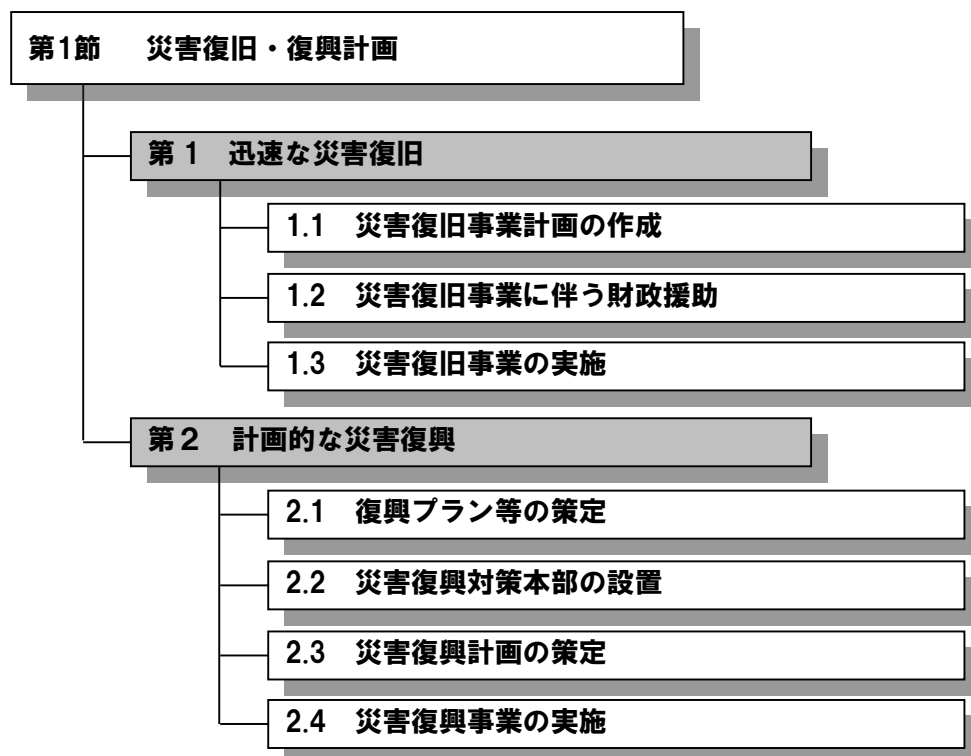 第1節　災害復旧・復興計画
第１　迅速な災害復旧
1.1　災害復旧事業計画の作成
1.2　災害復旧事業に伴う財政援助
1.3　災害復旧事業の実施
第２　計画的な災害復興
2.1　復興プラン等の策定
2.2　災害復興対策本部の設置
2.3　災害復興計画の策定
2.4　災害復興事業の実施